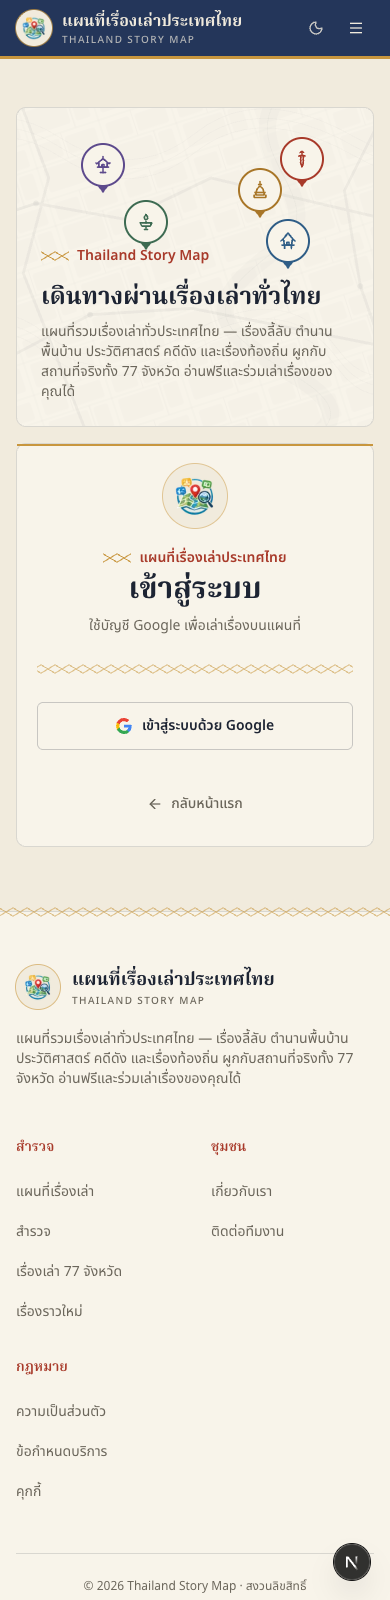 แผนที่เรื่องเล่าประเทศไทย
THAILAND STORY MAP
Thailand Story Map
เดินทางผ่านเรื่องเล่าทั่วไทย
แผนที่รวมเรื่องเล่าทั่วประเทศไทย — เรื่องลี้ลับ ตำนาน
พื้นบ้าน ประวัติศาสตร์ คดีดัง และเรื่องท้องถิ่น ผูกกับ
สถานที่จริงทั้ง 77 จังหวัด อ่านฟรีและร่วมเล่าเรื่องของ
คุณได้
แผนที่เรื่องเล่าประเทศไทย
เข้าสู่ระบบ
ใช้บัญชี Google เพื่อเล่าเรื่องบนแผนที่
เข้าสู่ระบบด้วย Google
กลับหน้าแรก
แผนที่เรื่องเล่าประเทศไทย
THAILAND STORY MAP
แผนที่รวมเรื่องเล่าทั่วประเทศไทย — เรื่องลี้ลับ ตำนานพื้นบ้าน
ประวัติศาสตร์ คดีดัง และเรื่องท้องถิ่น ผูกกับสถานที่จริงทั้ง 77
จังหวัด อ่านฟรีและร่วมเล่าเรื่องของคุณได้
สำรวจ
แผนที่เรื่องเล่า
สำรวจ
เรื่องเล่า 77 จังหวัด
เรื่องราวใหม่
ชุมชน
เกี่ยวกับเรา
ติดต่อทีมงาน
กฎหมาย
ความเป็นส่วนตัว
ข้อกำหนดบริการ
คุกกี้
© 2026 Thailand Story Map · สงวนลิขสิทธิ์
N